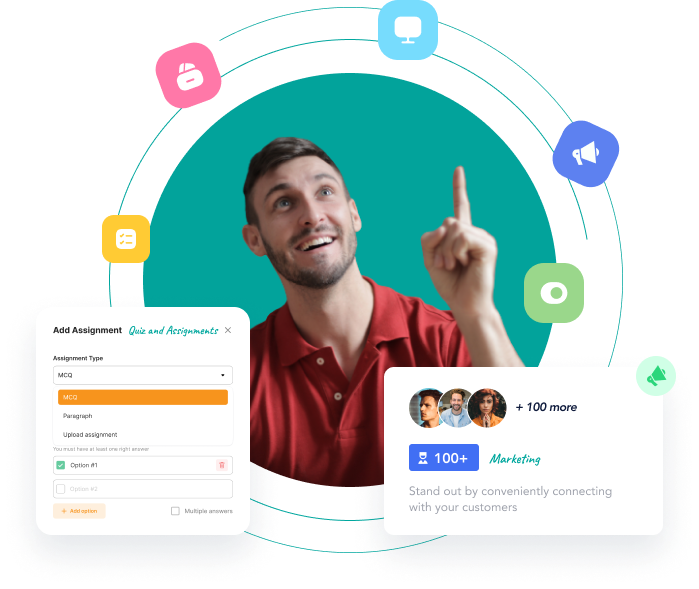 Add Assignment Quiz and Assignments
Assignment Type
MCQ
MCQ
Paragraph
Upload assignment
You must have at least one right answer
Option #1
Option #2
+ Add option
Multiple answers
+ 100 more
100+ Marketing
Stand out by conveniently connecting
with your customers